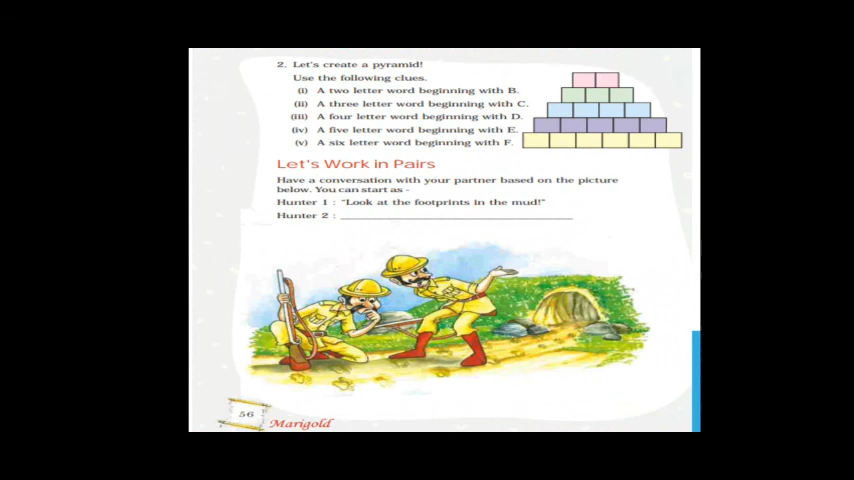 2. Let's create a pyramid!
Use the following clues.
(i) A two letter word beginning with B.
(ii) A three letter word beginning with C.
(iii) A four letter word beginning with D.
(iv) A five letter word beginning with E.
(v) A six letter word beginning with F.
Let's Work in Pairs
Have a conversation with your partner based on the picture
below. You can start as -
Hunter 1 : "Look at the footprints in the mud!"
Hunter 2 :
56
Marigold